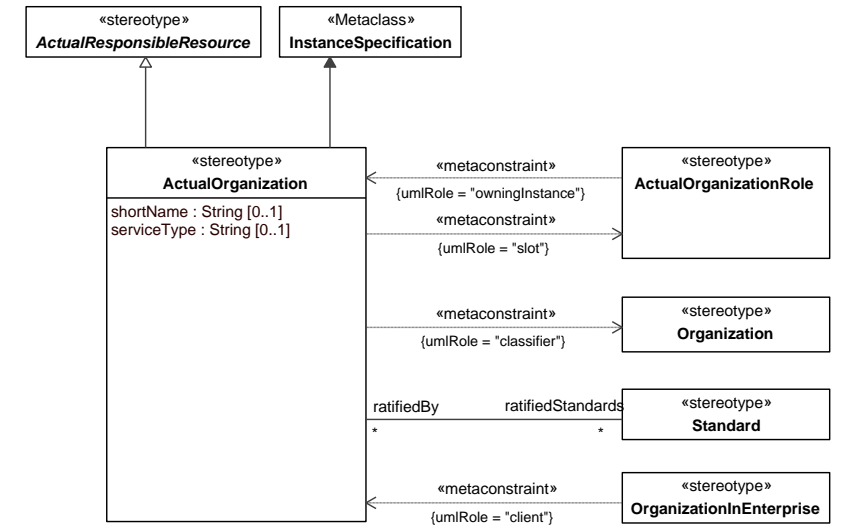 «stereotype»
ActualResponsibleResource
«Metaclass»
InstanceSpecification
«stereotype»
ActualOrganization
shortName : String [0..1]
serviceType : String [0..1]
«metaconstraint»
{umlRole = "owningInstance"}
«metaconstraint»
{umlRole = "slot"}
«stereotype»
ActualOrganizationRole
«metaconstraint»
{umlRole = "classifier"}
«stereotype»
Organization
ratifiedBy
ratifiedStandards
*
*
«stereotype»
Standard
«metaconstraint»
{umlRole = "client"}
«stereotype»
OrganizationInEnterprise